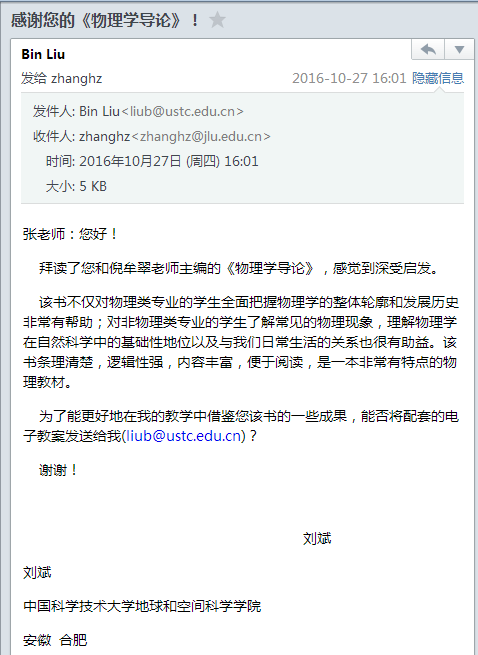 感谢您的《物理学导论》！
Bin Liu
发给 zhanghz 2016-10-27 16:01 隐藏信息
发件人: Bin Liu<liub@ustc.edu.cn>
收件人: zhanghz<zhanghz@jlu.edu.cn>
时间: 2016年10月27日 (周四) 16:01
大小: 5 KB
张老师：您好！
拜读了您和倪牟翠老师主编的《物理学导论》，感觉到深受启发。
该书不仅对物理类专业的学生全面把握物理学的整体轮廓和发展历史
非常有帮助；对非物理类专业的学生了解常见的物理现象，理解物理学
在自然科学中的基础性地位以及与我们日常生活的关系也很有助益。该
书条理清楚，逻辑性强，内容丰富，便于阅读，是一本非常有特点的物
理教材。
为了能更好地在我的教学中借鉴您该书的一些成果，能否将配套的电
子教案发送给我(liub@ustc.edu.cn)？
谢谢！
刘斌
刘斌
中国科学技术大学地球和空间科学学院
安徽 合肥